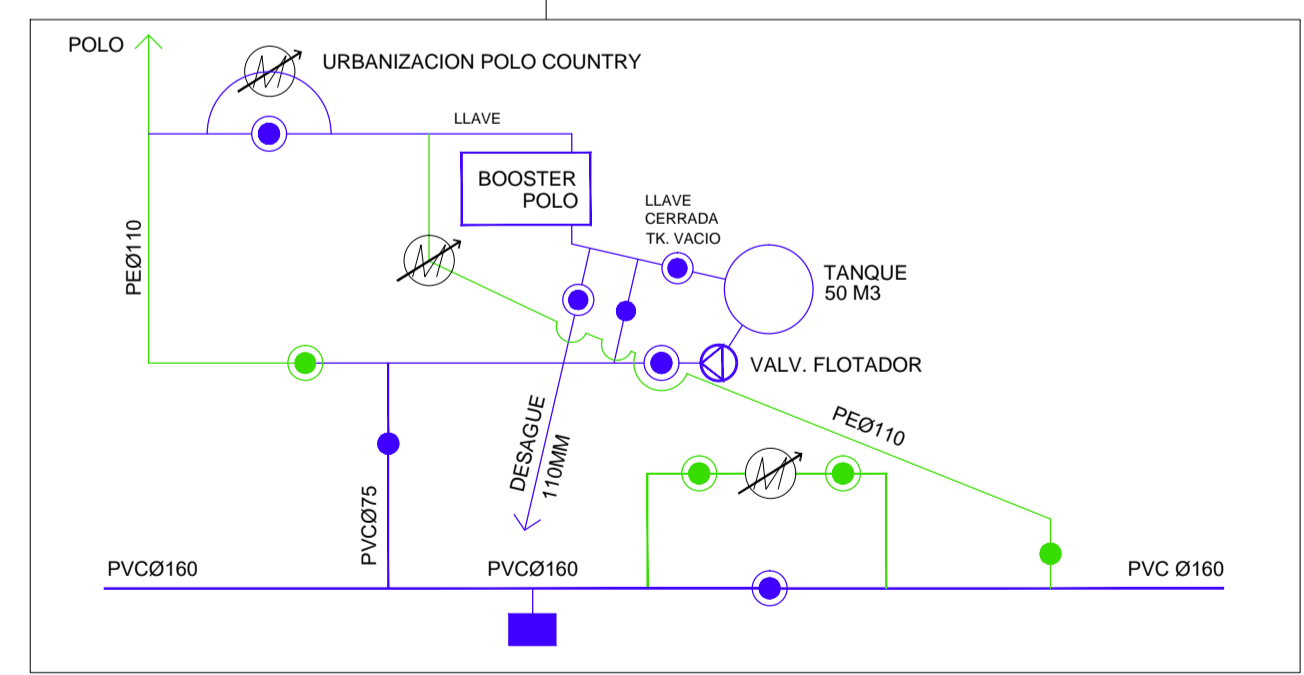 POLO
URBANIZACION POLO COUNTRY
LLAVE
BOOSTER
POLO
LLAVE
CERRADA
TK. VACIO
TANQUE
50 M3
PEØ110
VALV. FLOTADOR
DESAGUE
110MM
PEØ110
PVCØ75
PVCØ160
PVCØ160
PVC Ø160